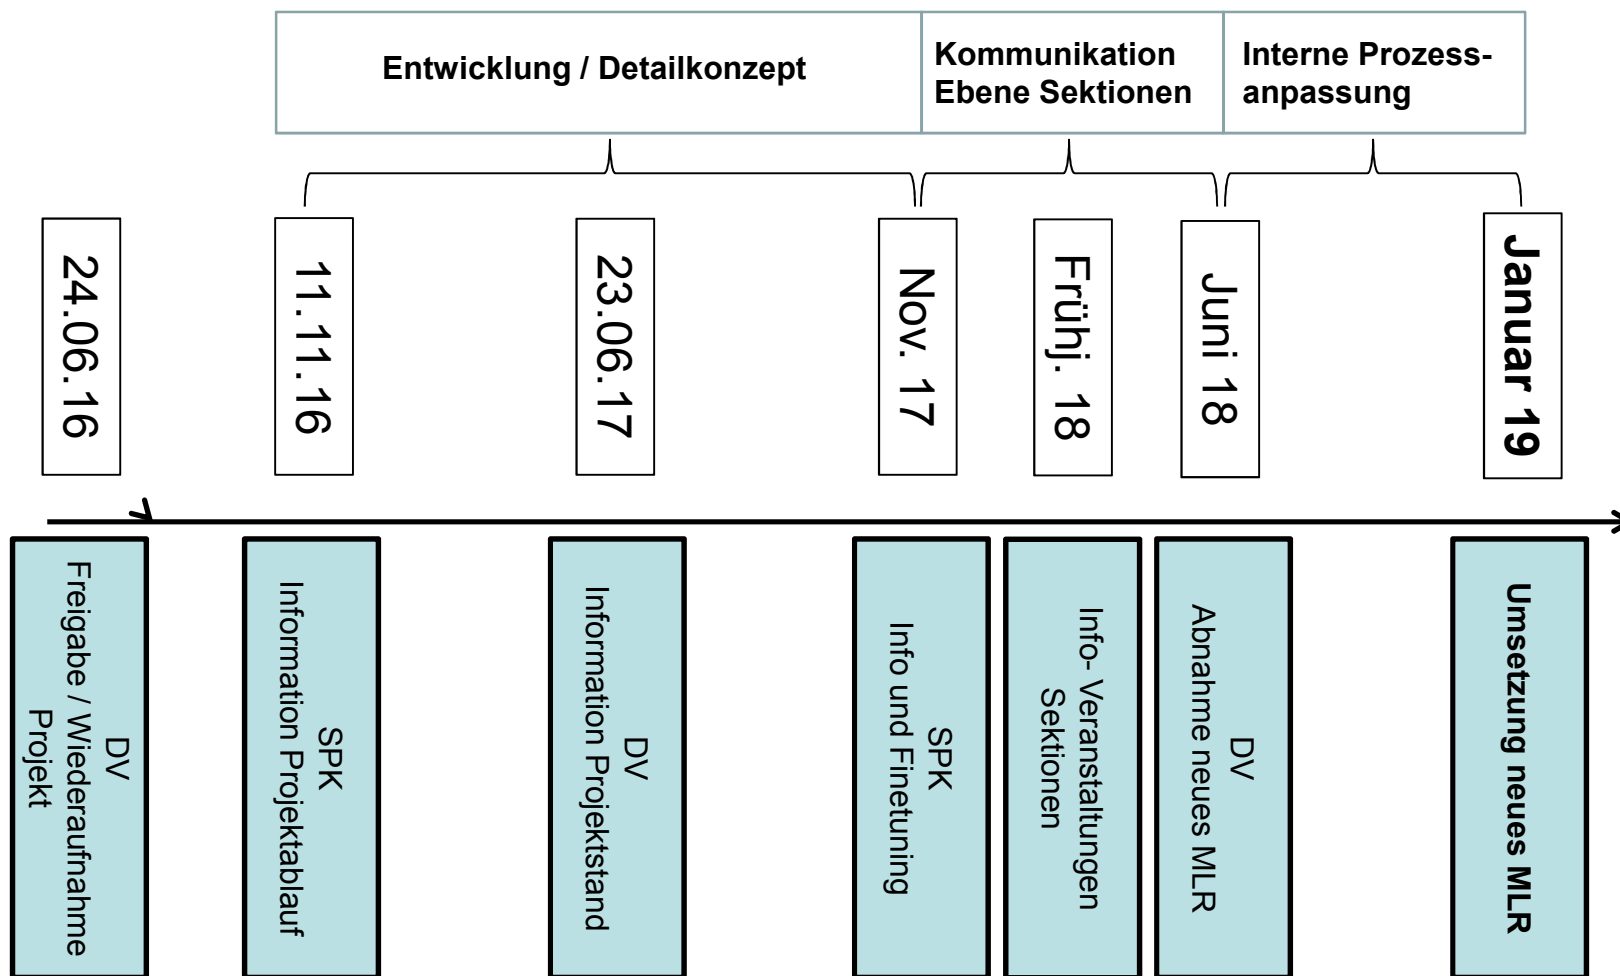 Entwicklung / Detailkonzept
Kommunikation
Ebene Sektionen
Interne Prozess-
anpassung
24.06.16
11.11.16
23.06.17
Nov. 17
Frühj. 18
Juni 18
Januar 19
DV
Freigabe / Wiederaufnahme
Projekt
SPK
Information Projektablauf
DV
Information Projektstand
SPK
Info und Finetuning
Info- Veranstaltungen
Sektionen
DV
Abnahme neues MLR
Umsetzung neues MLR